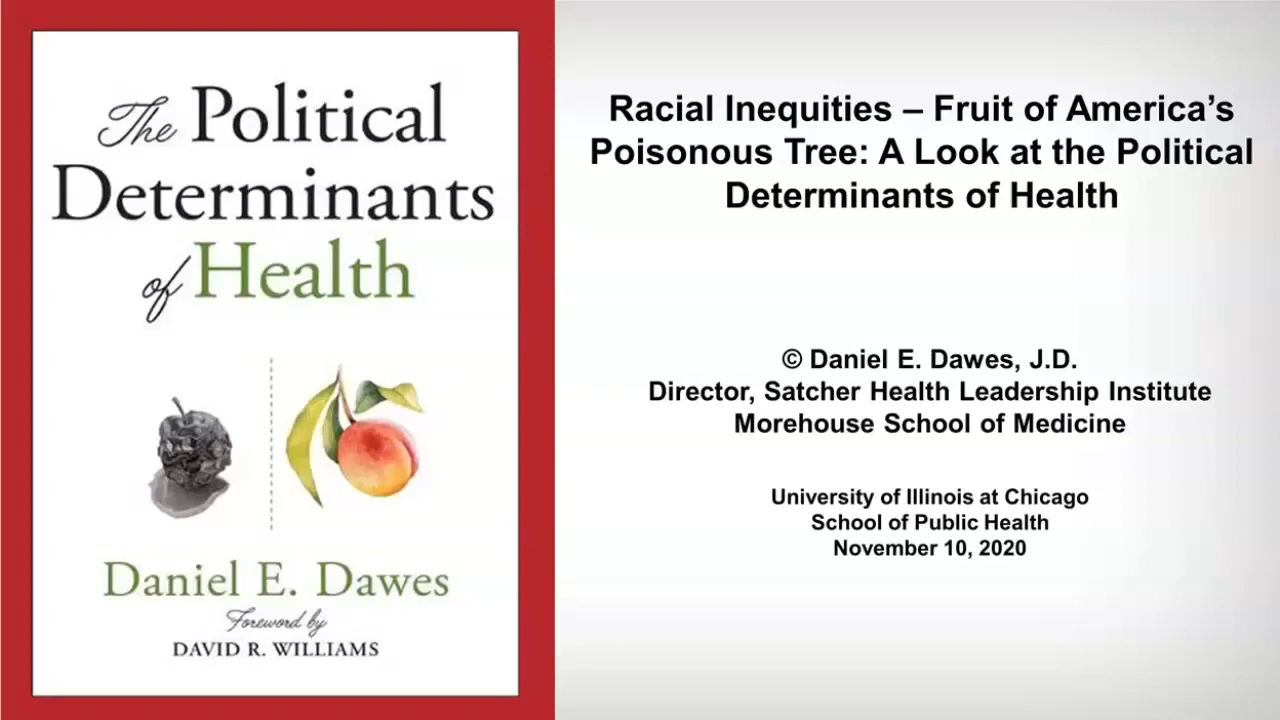 The Political
Determinants
of Health
Daniel E. Dawes
Foreword by
DAVID R. WILLIAMS
Racial Inequities – Fruit of America’s
Poisonous Tree: A Look at the Political
Determinants of Health
© Daniel E. Dawes, J.D.
Director, Satcher Health Leadership Institute
Morehouse School of Medicine
University of Illinois at Chicago
School of Public Health
November 10, 2020